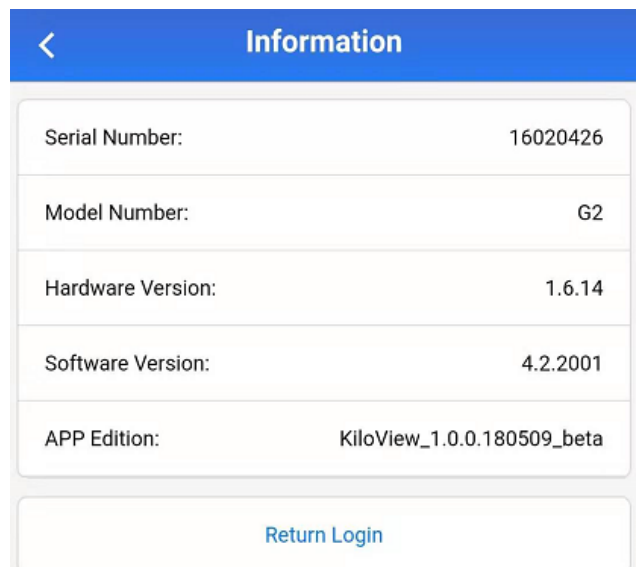 Information
Serial Number: 16020426
Model Number: G2
Hardware Version: 1.6.14
Software Version: 4.2.2001
APP Edition: KiloView_1.0.0.180509_beta
Return Login